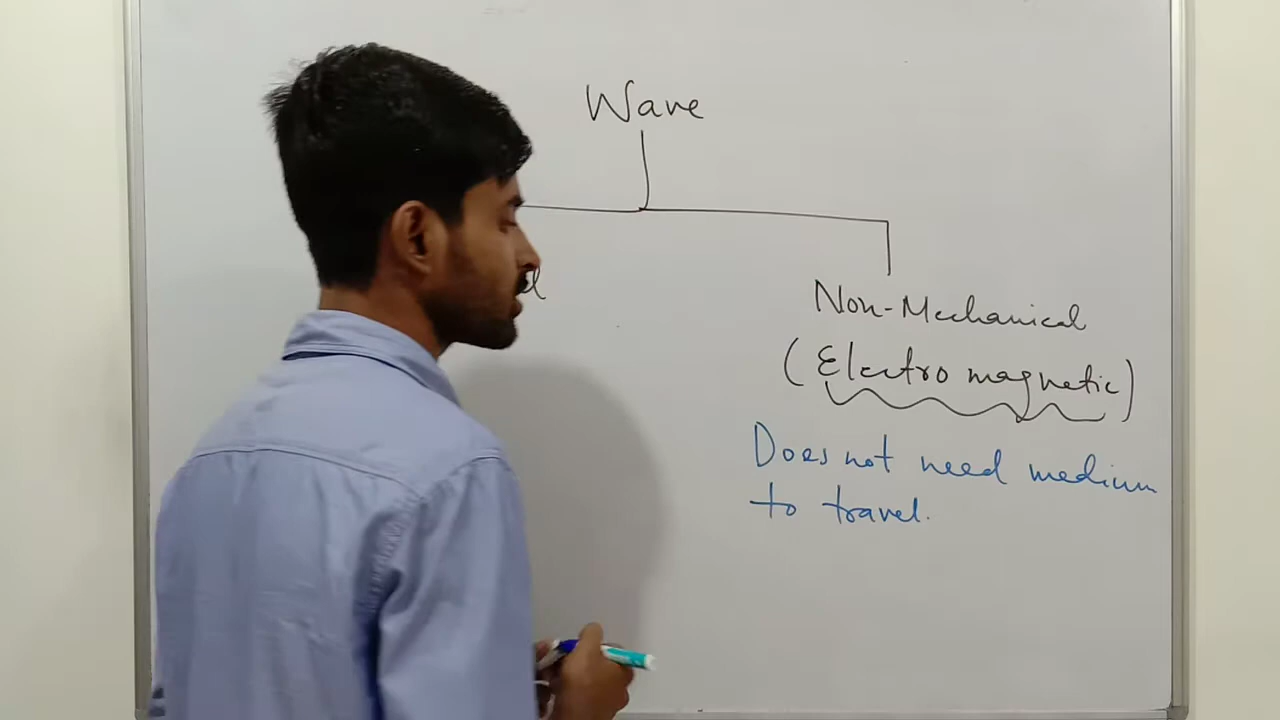 Wave
Non-Mechanical
(Electro magnetic)
Does not need medium
to travel.